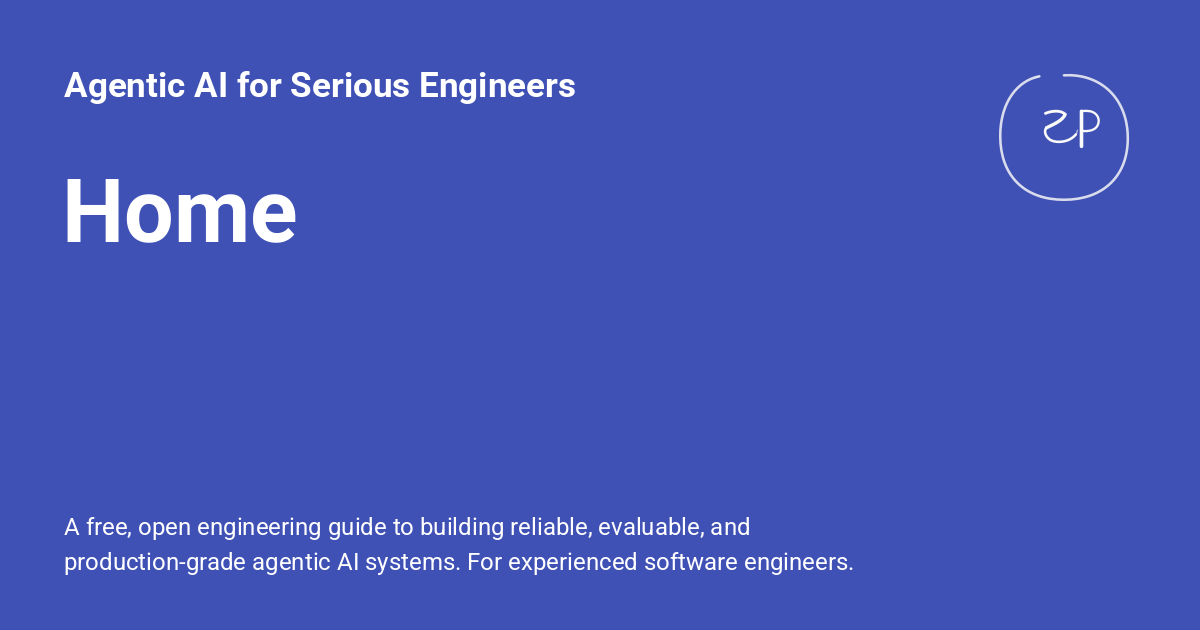 Agentic AI for Serious Engineers
SP
Home
A free, open engineering guide to building reliable, evaluable, and
production-grade agentic AI systems. For experienced software engineers.